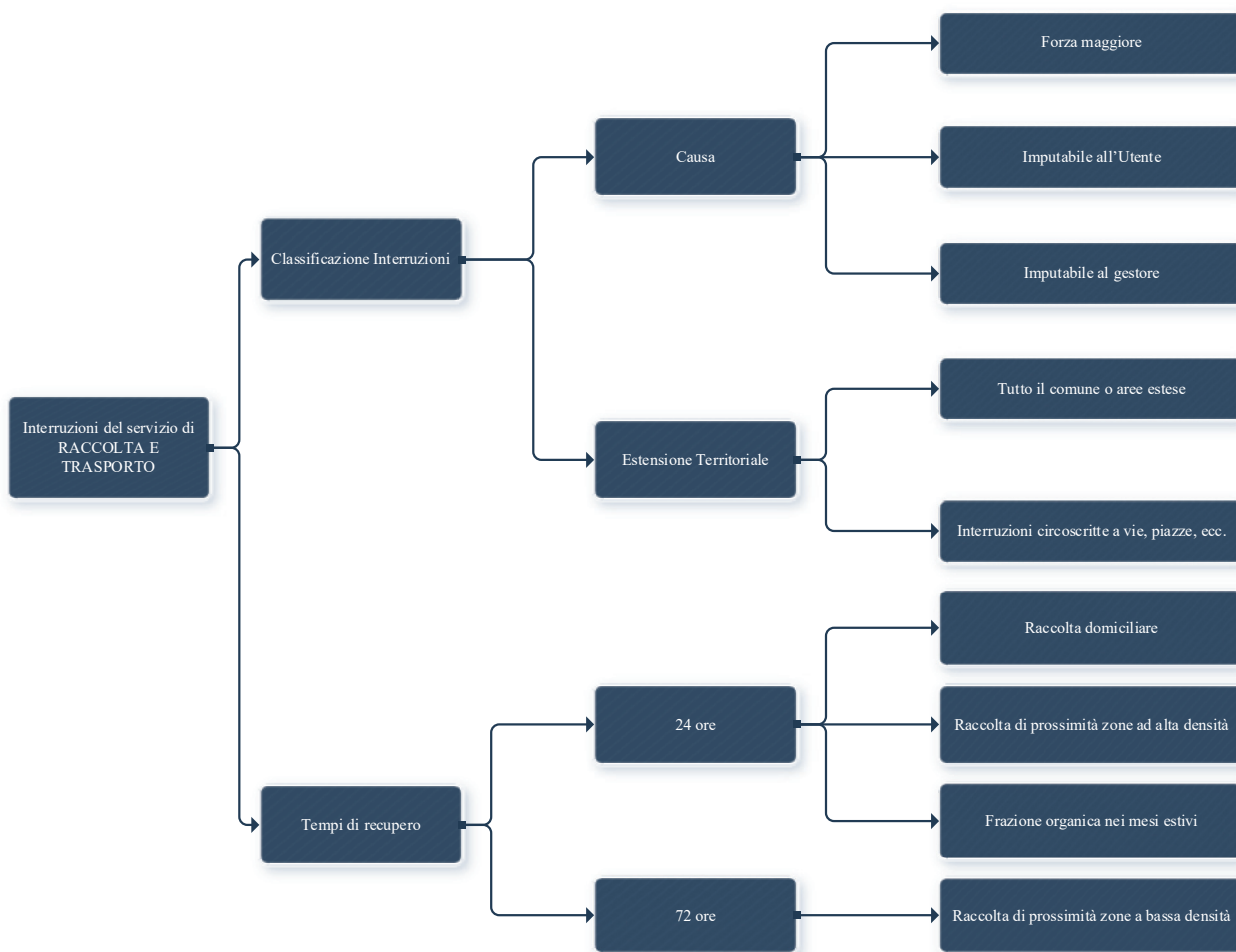 Forza maggiore
Causa
Imputabile all’Utente
Classificazione Interruzioni
Imputabile al gestore
Tutto il comune o aree estese
Interruzioni del servizio di
RACCOLTA E
TRASPORTO
Estensione Territoriale
Interruzioni circoscritte a vie, piazze, ecc.
Raccolta domiciliare
24 ore
Raccolta di prossimità zone ad alta densità
Tempi di recupero
Frazione organica nei mesi estivi
72 ore
Raccolta di prossimità zone a bassa densità